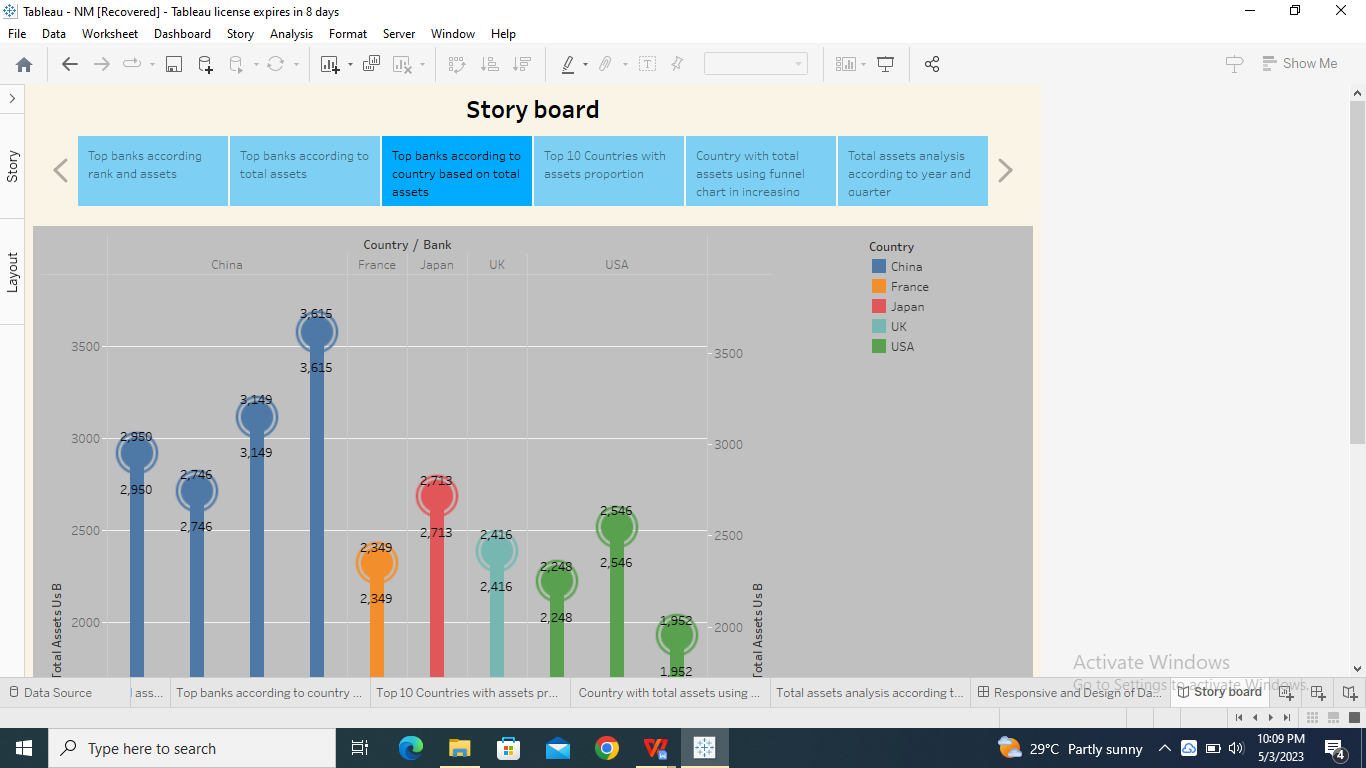 Tableau - NM [Recovered] - Tableau license expires in 8 days
File Data Worksheet Dashboard Story Analysis Format Server Window Help
Show Me
Story
Layout
Story board
Top banks according
rank and assets
Top banks according to
total assets
Top banks according to
country based on total
assets
Top 10 Countries with
assets proportion
Country with total
assets using funnel
chart in increasing
Total assets analysis
according to year and
quarter
Country / Bank
China France Japan UK USA
Country
China
France
Japan
UK
USA
3500
3000
2500
2000
Total Assets Us B
2,950
2,950
2,746
2,746
3,149
3,149
3,615
3,615
2,349
2,349
2,713
2,713
2,416
2,416
2,248
2,248
2,546
2,546
1,952
1,952
3500
3000
2500
2000
Total Assets Us B
Activate Windows
Go to Settings to activate Windows.
Data Source
l ass...
Top banks according to country ...
Top 10 Countries with assets pr...
Country with total assets using ...
Total assets analysis according t...
Responsive and Design of Da...
Story board
Type here to search
29°C Partly sunny
10:09 PM
5/3/2023
4